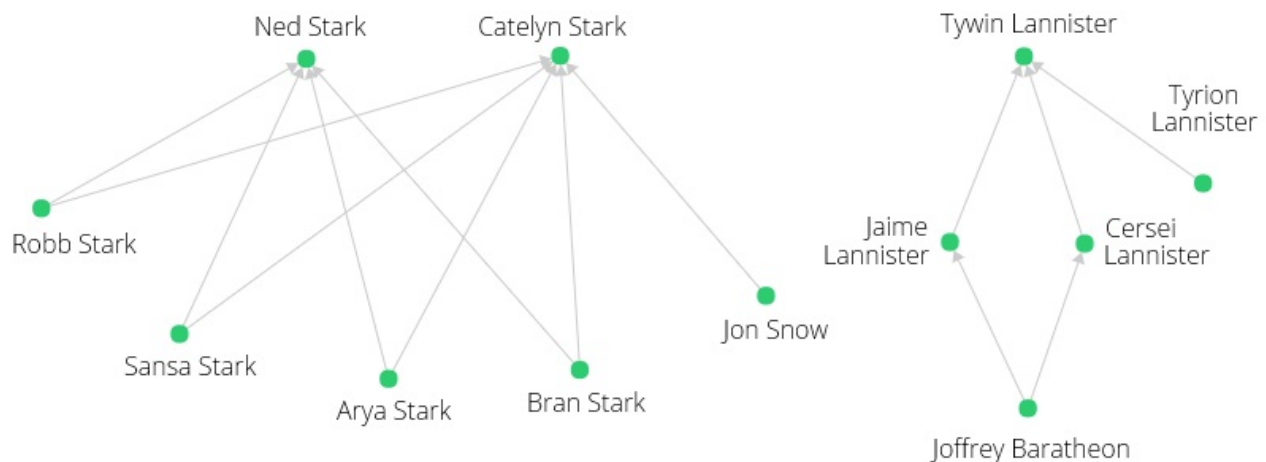 Ned Stark
Catelyn Stark
Tywin Lannister
Tyrion
Lannister
Robb Stark
Jaime
Lannister
Cersei
Lannister
Sansa Stark
Arya Stark
Bran Stark
Jon Snow
Joffrey Baratheon